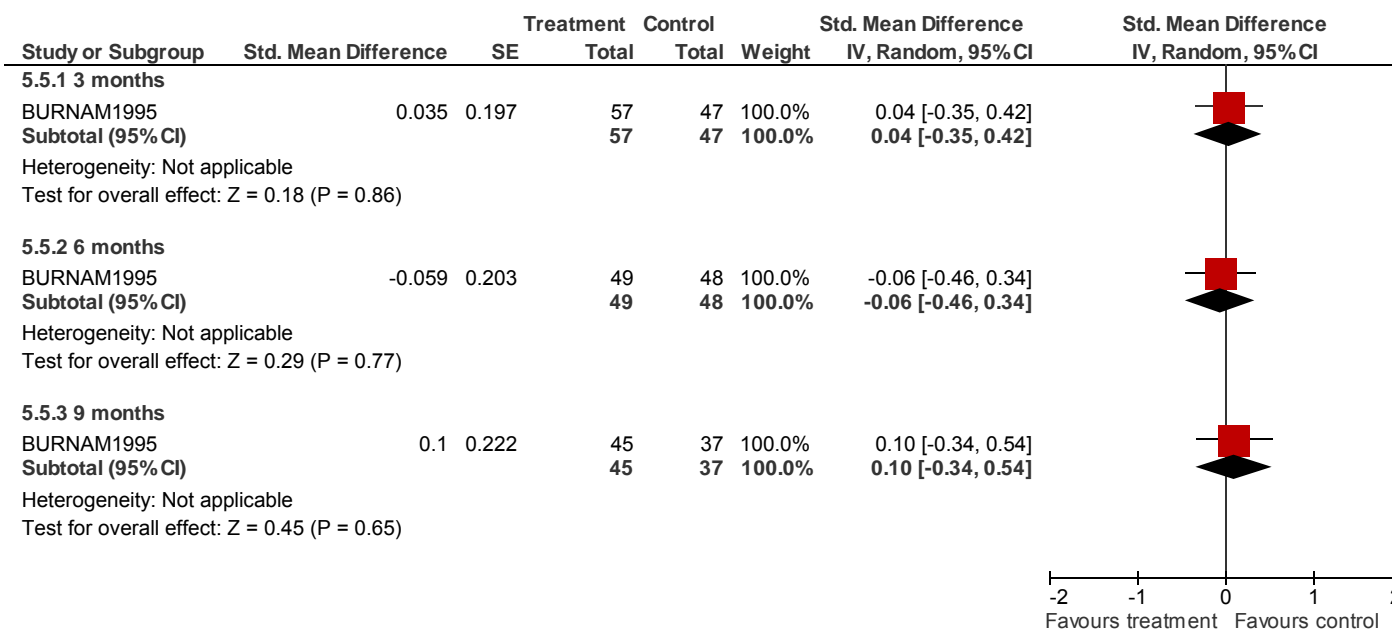 Treatment Control Std. Mean Difference Std. Mean Difference
Study or Subgroup Std. Mean Difference SE Total Total Weight IV, Random, 95% CI IV, Random, 95% CI
5.5.1 3 months
BURNAM1995 0.035 0.197 57 47 100.0% 0.04 [-0.35, 0.42]
Subtotal (95% CI) 57 47 100.0% 0.04 [-0.35, 0.42]
Heterogeneity: Not applicable
Test for overall effect: Z = 0.18 (P = 0.86)
5.5.2 6 months
BURNAM1995 -0.059 0.203 49 48 100.0% -0.06 [-0.46, 0.34]
Subtotal (95% CI) 49 48 100.0% -0.06 [-0.46, 0.34]
Heterogeneity: Not applicable
Test for overall effect: Z = 0.29 (P = 0.77)
5.5.3 9 months
BURNAM1995 0.1 0.222 45 37 100.0% 0.10 [-0.34, 0.54]
Subtotal (95% CI) 45 37 100.0% 0.10 [-0.34, 0.54]
Heterogeneity: Not applicable
Test for overall effect: Z = 0.45 (P = 0.65)
-2 -1 0 1
Favours treatment Favours control